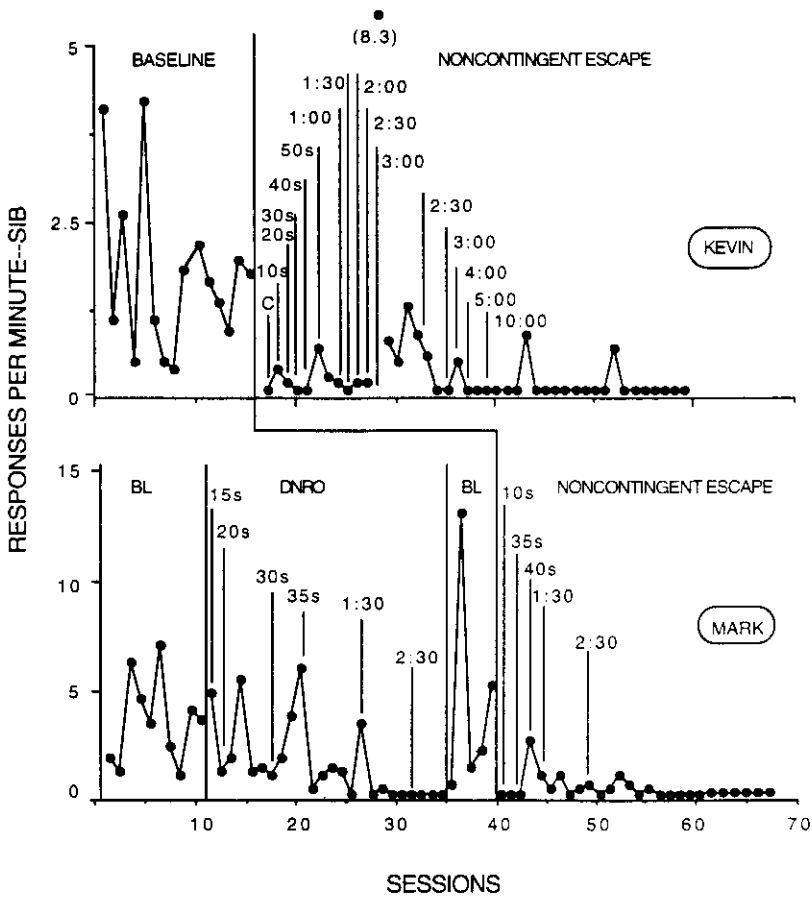 RESPONSES PER MINUTE--SIB
5
2.5
0
BASELINE
(8.3)
NONCONTINGENT ESCAPE
C
10s
20s
30s
40s
50s
1:00
1:30
2:00
2:30
3:00
2:30
3:00
4:00
5:00
10:00
KEVIN
15
10
5
0
BL
DNRO
BL
NONCONTINGENT ESCAPE
15s
20s
30s
35s
1:30
2:30
10s
35s
40s
1:30
2:30
MARK
10
20
30
40
50
60
70
SESSIONS